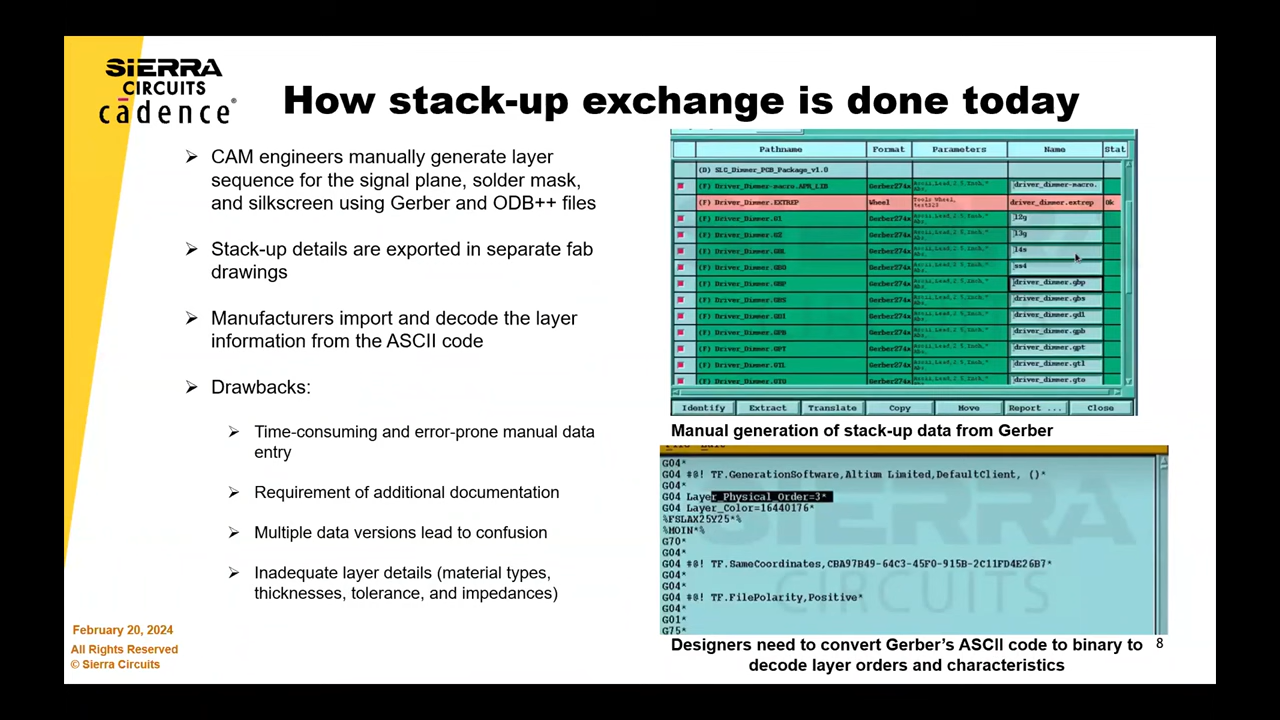 SIERRA
CIRCUITS
cādence®
How stack-up exchange is done today
➢ CAM engineers manually generate layer
sequence for the signal plane, solder mask,
and silkscreen using Gerber and ODB++ files
➢ Stack-up details are exported in separate fab
drawings
➢ Manufacturers import and decode the layer
information from the ASCII code
➢ Drawbacks:
➢ Time-consuming and error-prone manual data
entry
➢ Requirement of additional documentation
➢ Multiple data versions lead to confusion
➢ Inadequate layer details (material types,
thicknesses, tolerance, and impedances)
February 20, 2024
All Rights Reserved
© Sierra Circuits
Pathname Format Parameters Name Stat
(D) SLC_Dimmer_PCB_Package_v1.0
(F) Driver_Dimmer-macro.APR_LIB Gerber274x driver_dimmer-macro.
(F) Driver_Dimmer.EXTREP Wheel driver_dimmer.extrep Ok
(F) Driver_Dimmer.G1 Gerber274x l2g
(F) Driver_Dimmer.G2 Gerber274x l3g
(F) Driver_Dimmer.GBL Gerber274x l4s
(F) Driver_Dimmer.GBO Gerber274x ss4
(F) Driver_Dimmer.GBP Gerber274x driver_dimmer.gbp
(F) Driver_Dimmer.GBS Gerber274x driver_dimmer.gbs
(F) Driver_Dimmer.GD1 Gerber274x driver_dimmer.gd1
(F) Driver_Dimmer.GPB Gerber274x driver_dimmer.gpb
(F) Driver_Dimmer.GPT Gerber274x driver_dimmer.gpt
(F) Driver_Dimmer.GTL Gerber274x driver_dimmer.gtl
(F) Driver_Dimmer.GTO Gerber274x driver_dimmer.gto
Identify Extract Translate Copy Move Report ... Close
Manual generation of stack-up data from Gerber
G04*
G04 #@! TF.GenerationSoftware,Altium Limited,DefaultClient, ()*
G04*
G04 Layer_Physical_Order=3*
G04 Layer_Color=16440176*
%FSLAX25Y25*%
%MOIN*%
G70*
G04*
G04 #@! TF.SameCoordinates,CBA97B49-64C3-45F0-915B-2C11FD4E26B7*
G04*
G04*
G04 #@! TF.FilePolarity,Positive*
G04*
G01*
G75*
SIERRA
CIRCUITS
Designers need to convert Gerber’s ASCII code to binary to
decode layer orders and characteristics
8